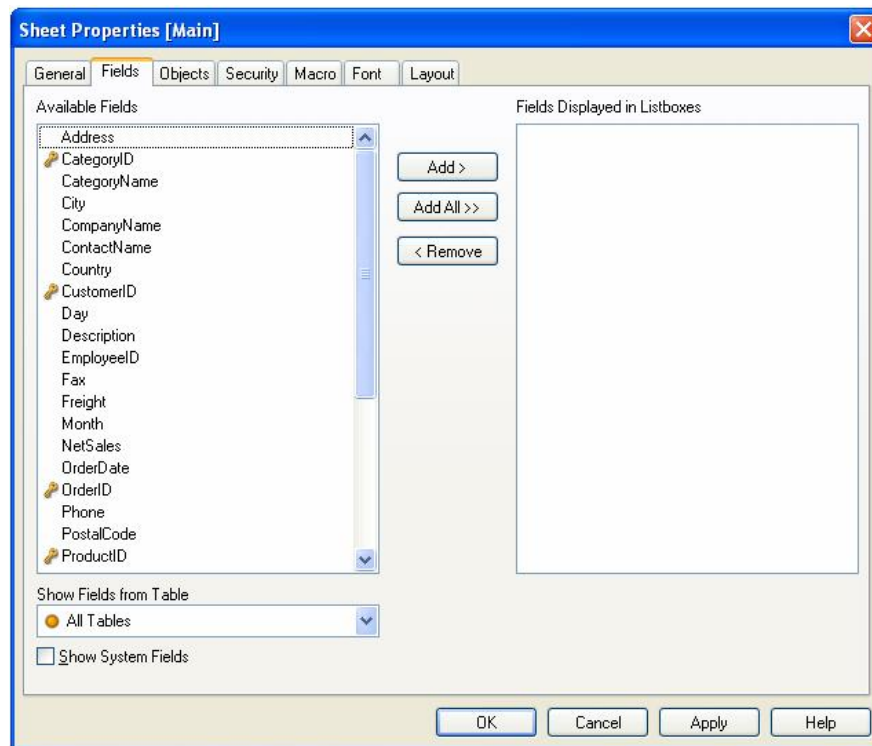 Sheet Properties [Main]
General Fields Objects Security Macro Font Layout
Available Fields
Address
CategoryID
CategoryName
City
CompanyName
ContactName
Country
CustomerID
Day
Description
EmployeeID
Fax
Freight
Month
NetSales
OrderDate
OrderID
Phone
PostalCode
ProductID
Show Fields from Table
All Tables
Show System Fields
Add >
Add All >>
< Remove
Fields Displayed in Listboxes
OK Cancel Apply Help